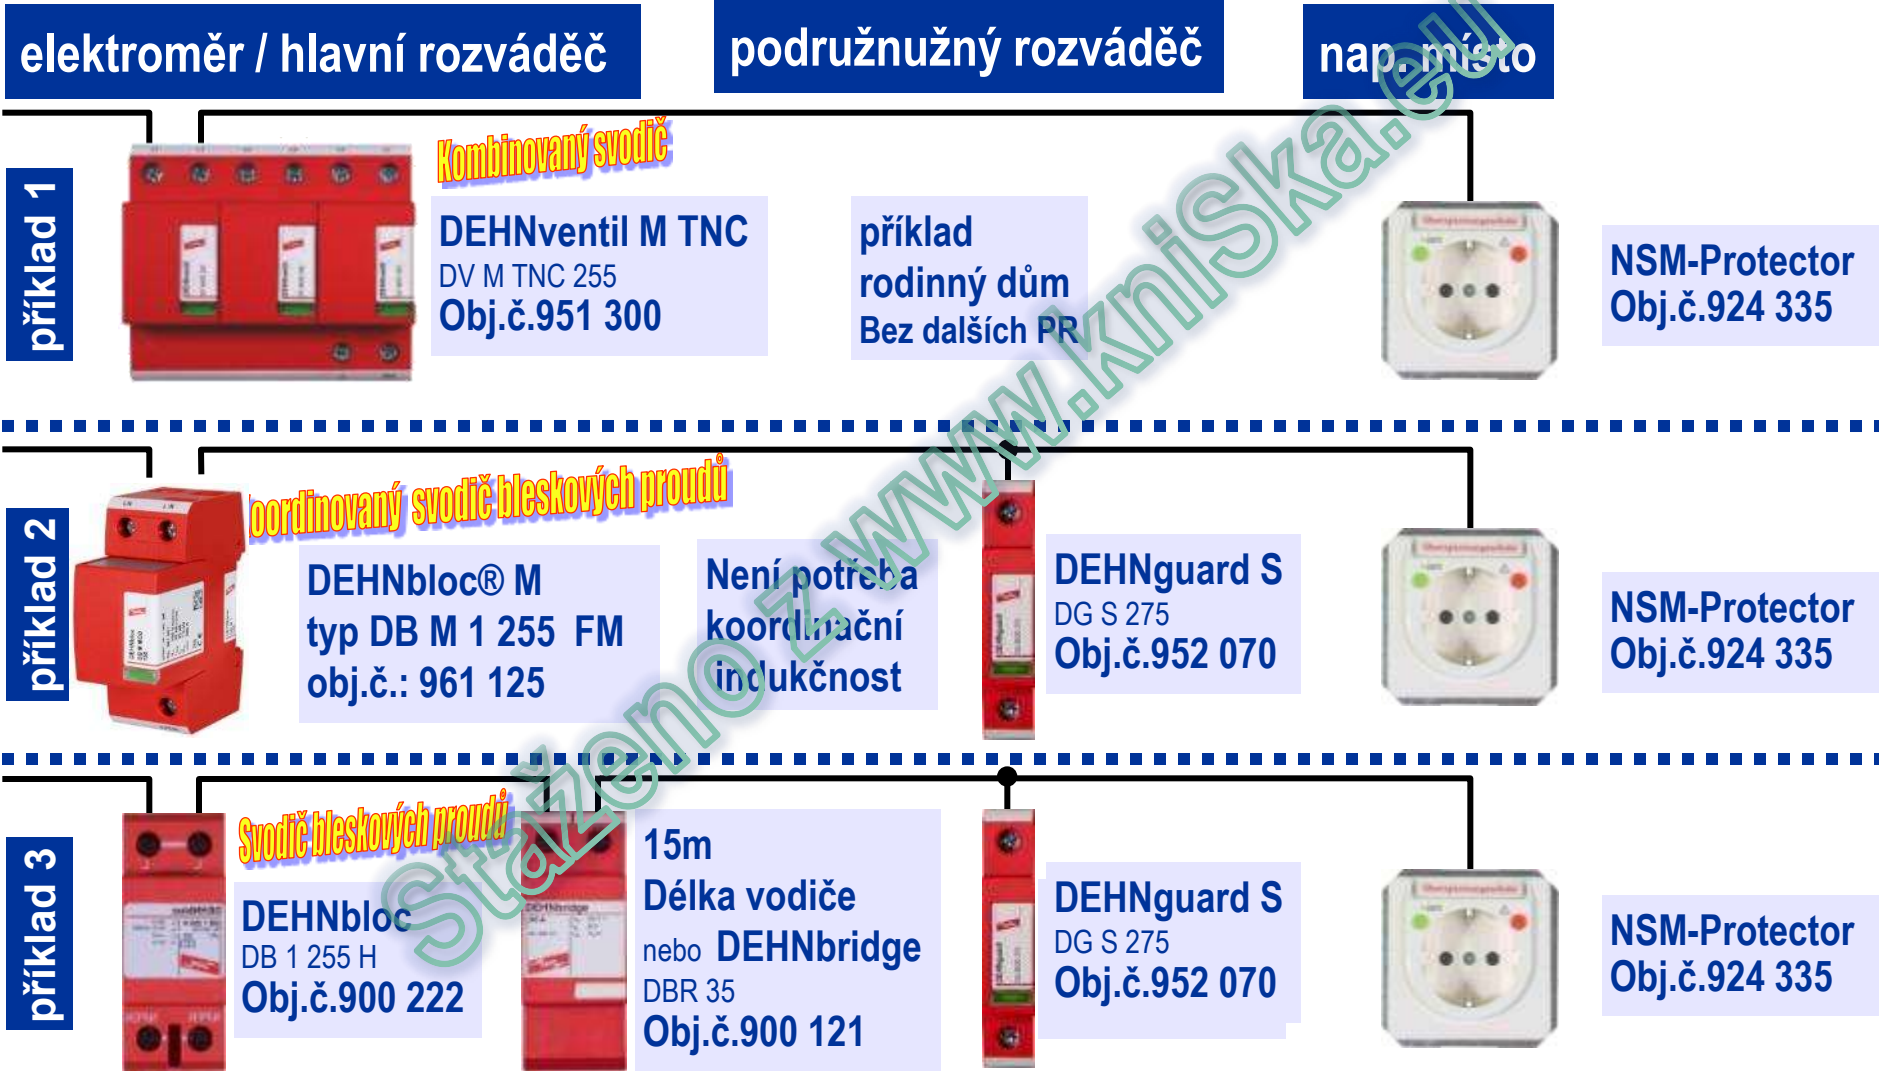 elektroměr / hlavní rozváděč
podružnužný rozváděč
nap. místo
příklad 1
Kombinovaný svodič
DEHNventil M TNC
DV M TNC 255
Obj.č.951 300
příklad
rodinný dům
Bez dalších PR
NSM-Protector
Obj.č.924 335
příklad 2
oordinovaný svodič bleskových proudů
DEHNbloc® M
typ DB M 1 255 FM
obj.č.: 961 125
Není potřeba
koordinační
indukčnost
DEHNguard S
DG S 275
Obj.č.952 070
NSM-Protector
Obj.č.924 335
příklad 3
Svodič bleskových proudů
DEHNbloc
DB 1 255 H
Obj.č.900 222
DEHNbridge
15m
Délka vodiče
nebo DEHNbridge
DBR 35
Obj.č.900 121
DEHNguard S
DG S 275
Obj.č.952 070
NSM-Protector
Obj.č.924 335
Staženo z www.kniSka.eu